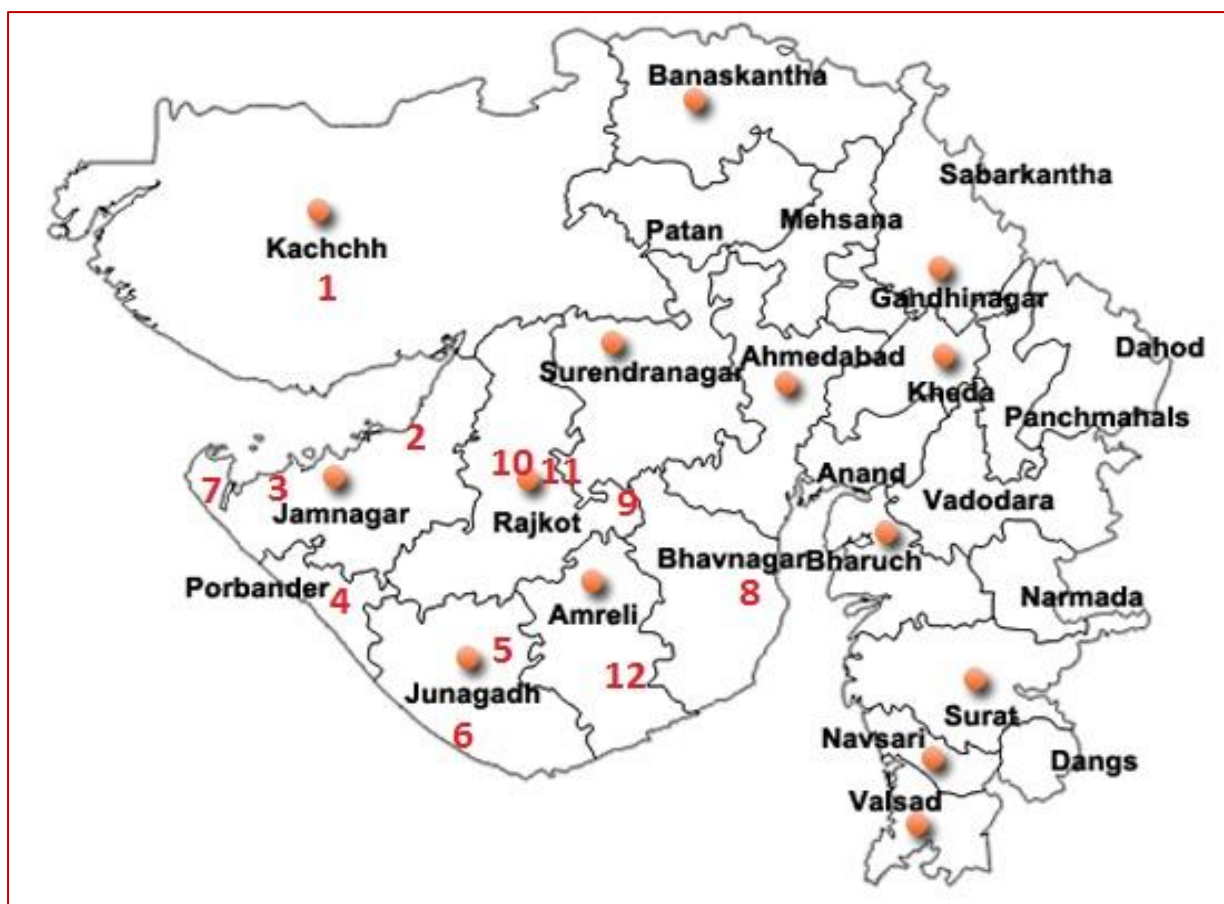 Banaskantha
Sabarkantha
Patan
Mehsana
Kachchh
1
Gandhinagar
Surendranagar
Ahmedabad
Dahod
Kheda
Panchmahals
2
10
11
Anand
7
3
Jamnagar
9
Vadodara
Rajkot
Bhavnagar
Bharuch
Porbander
4
8
Amreli
Narmada
5
12
Junagadh
6
Surat
Navsari
Dangs
Valsad